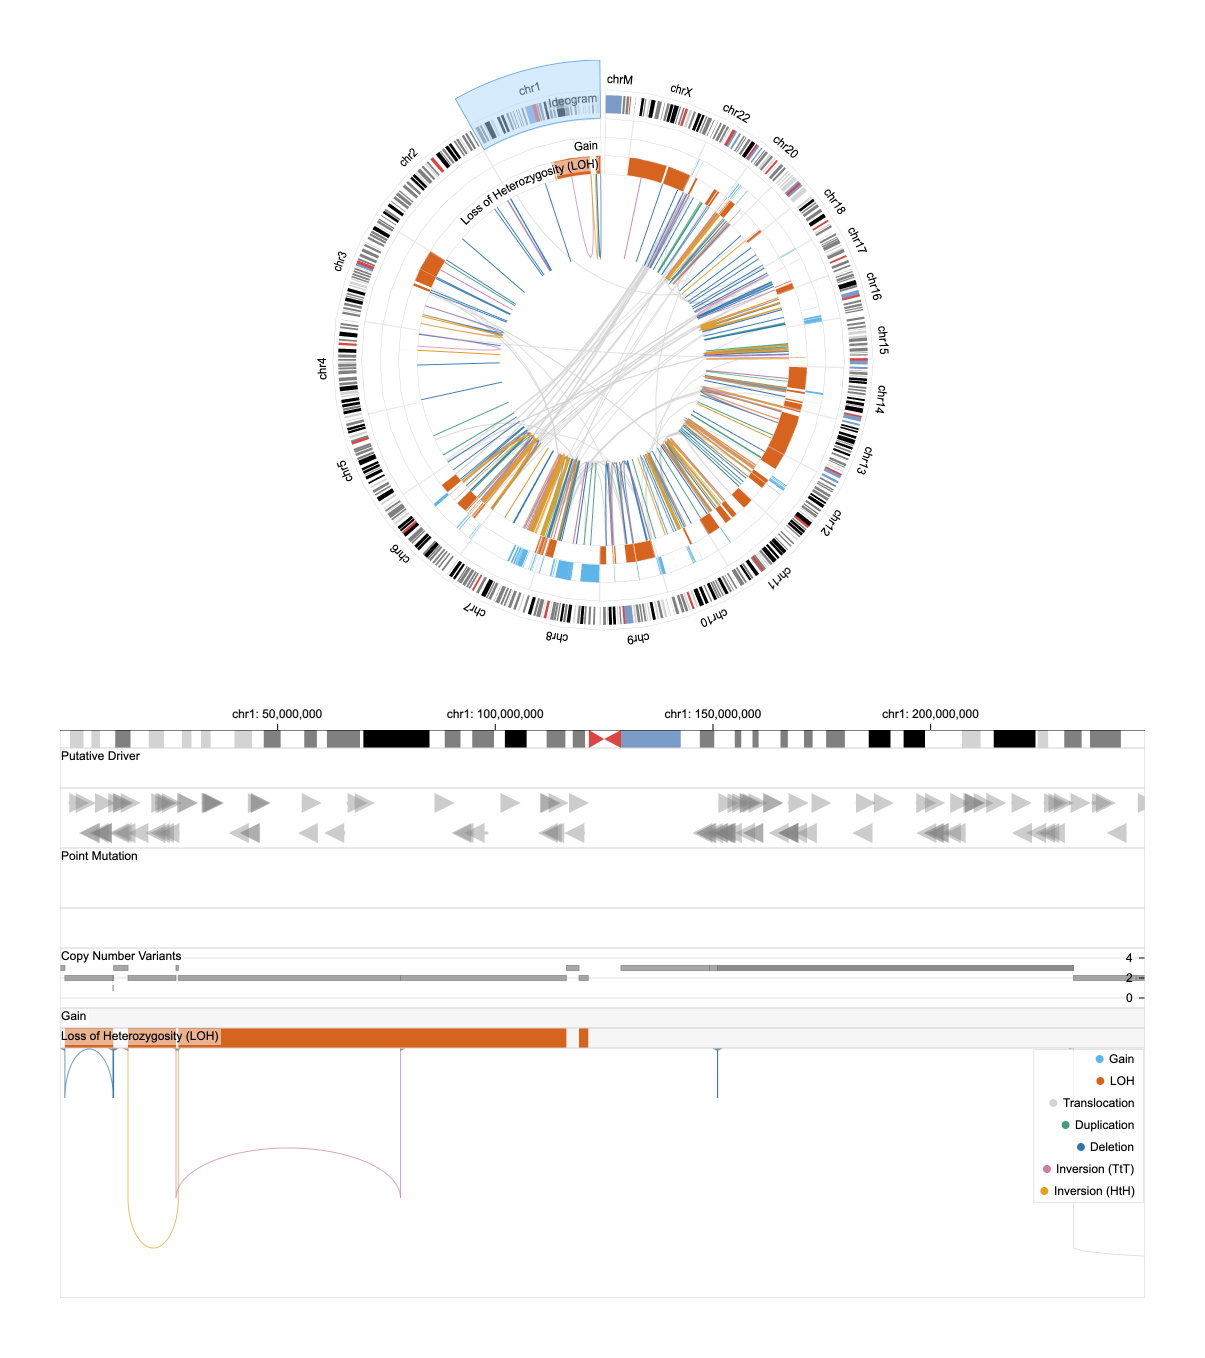 chr1
Ideogram
chrM
chrX
chr22
chr20
chr18
chr17
chr16
chr15
chr14
chr13
chr12
chr11
chr10
chr9
chr8
chr7
chr6
chr5
chr4
chr3
chr2
Gain
Loss of Heterozygosity (LOH)
chr1: 50,000,000
chr1: 100,000,000
chr1: 150,000,000
chr1: 200,000,000
Putative Driver
Point Mutation
Copy Number Variants
4
2
0
Gain
Loss of Heterozygosity (LOH)
Gain
LOH
Translocation
Duplication
Deletion
Inversion (TtT)
Inversion (HtH)